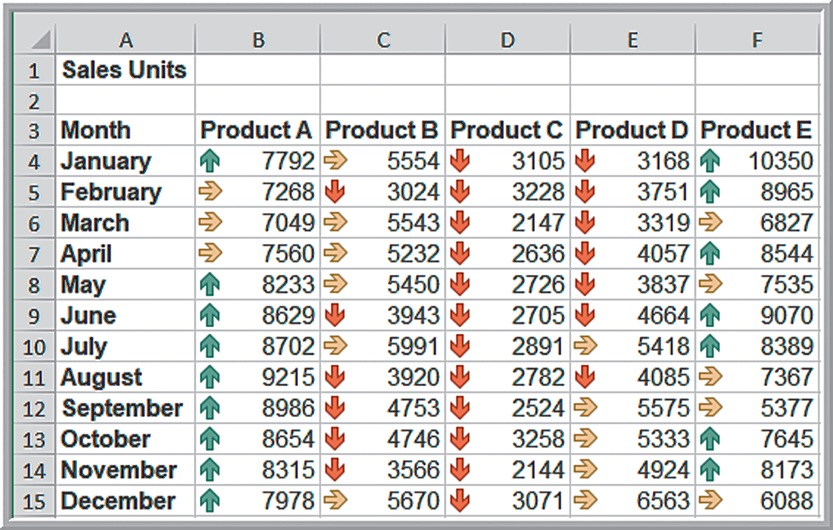 A B C D E F
1 Sales Units
2
3 Month Product A Product B Product C Product D Product E
4 January 7792 5554 3105 3168 10350
5 February 7268 3024 3228 3751 8965
6 March 7049 5543 2147 3319 6827
7 April 7560 5232 2636 4057 8544
8 May 8233 5450 2726 3837 7535
9 June 8629 3943 2705 4664 9070
10 July 8702 5991 2891 5418 8389
11 August 9215 3920 2782 4085 7367
12 September 8986 4753 2524 5575 5377
13 October 8654 4746 3258 5333 7645
14 November 8315 3566 2144 4924 8173
15 December 7978 5670 3071 6563 6088